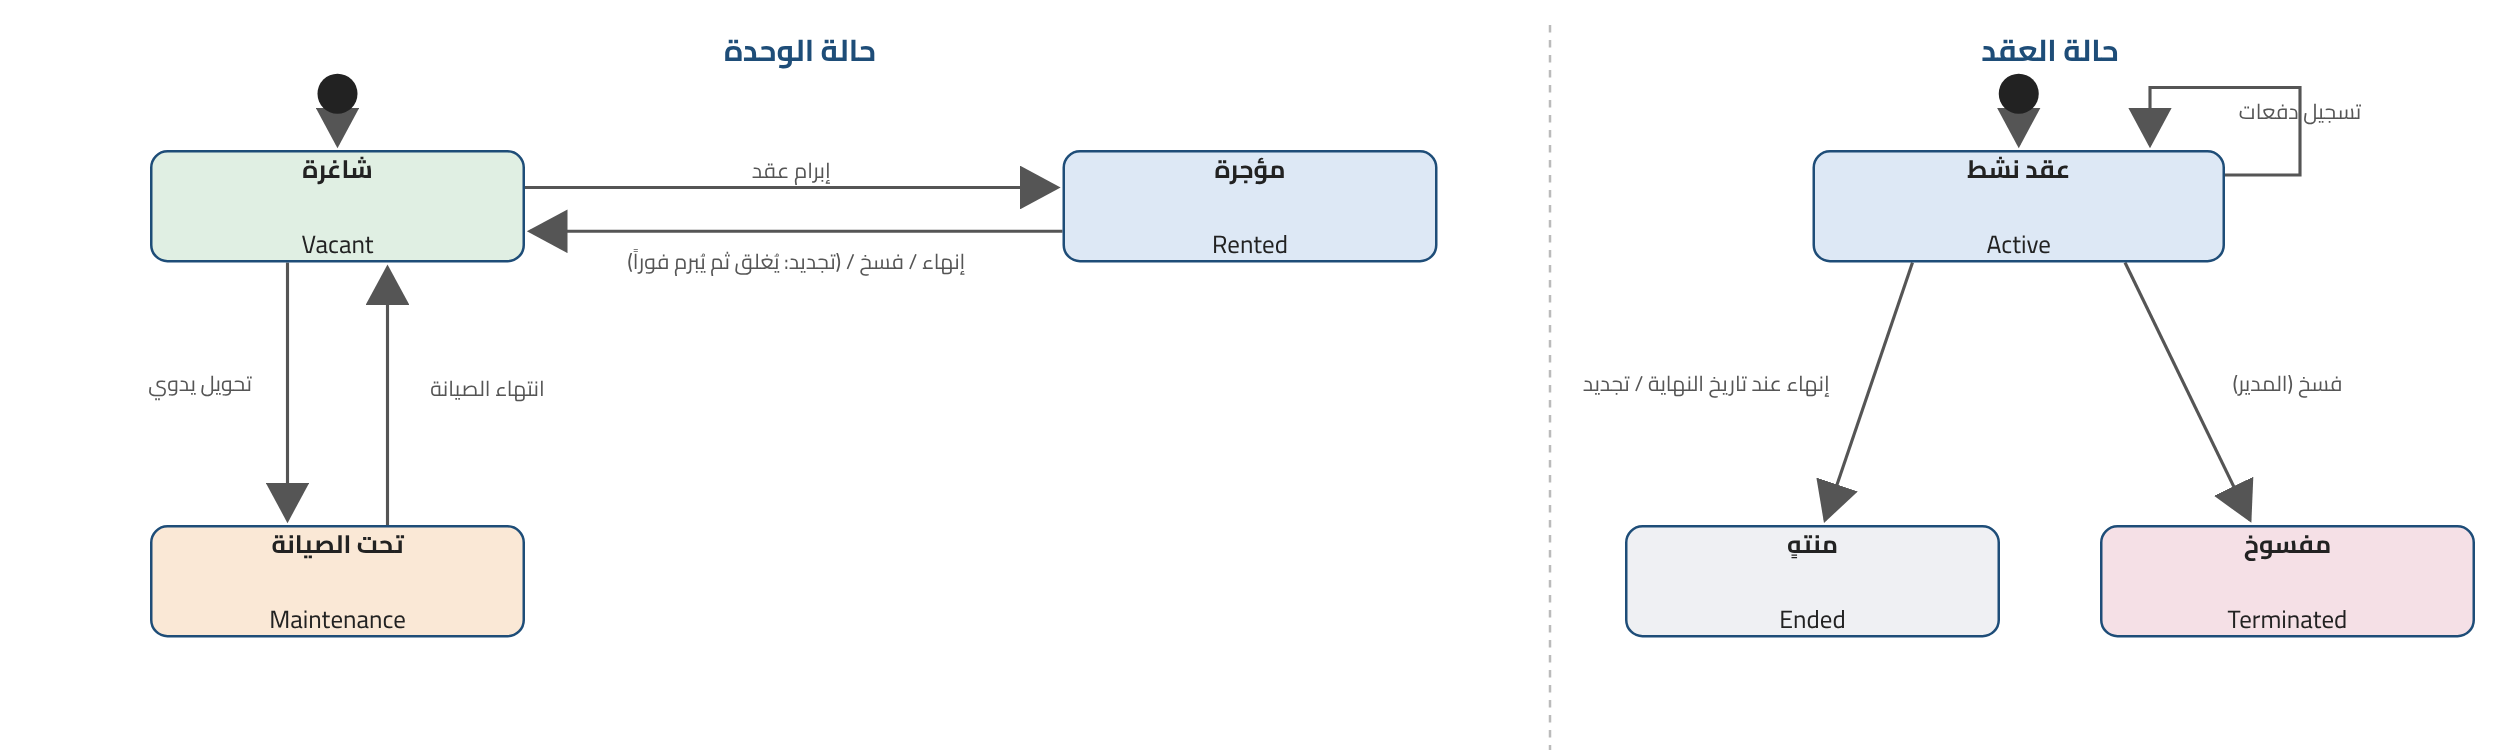 حالة الوحدة
شاغرة
Vacant
إبرام عقد
مؤجرة
Rented
إنهاء / فسخ / (تجديد: يُغلق ثم يُبرم فوراً)
تحويل يدوي
انتهاء الصيانة
تحت الصيانة
Maintenance
حالة العقد
تسجيل دفعات
عقد نشط
Active
إنهاء عند تاريخ النهاية / تجديد
فسخ (المدير)
منتهٍ
Ended
مفسوخ
Terminated